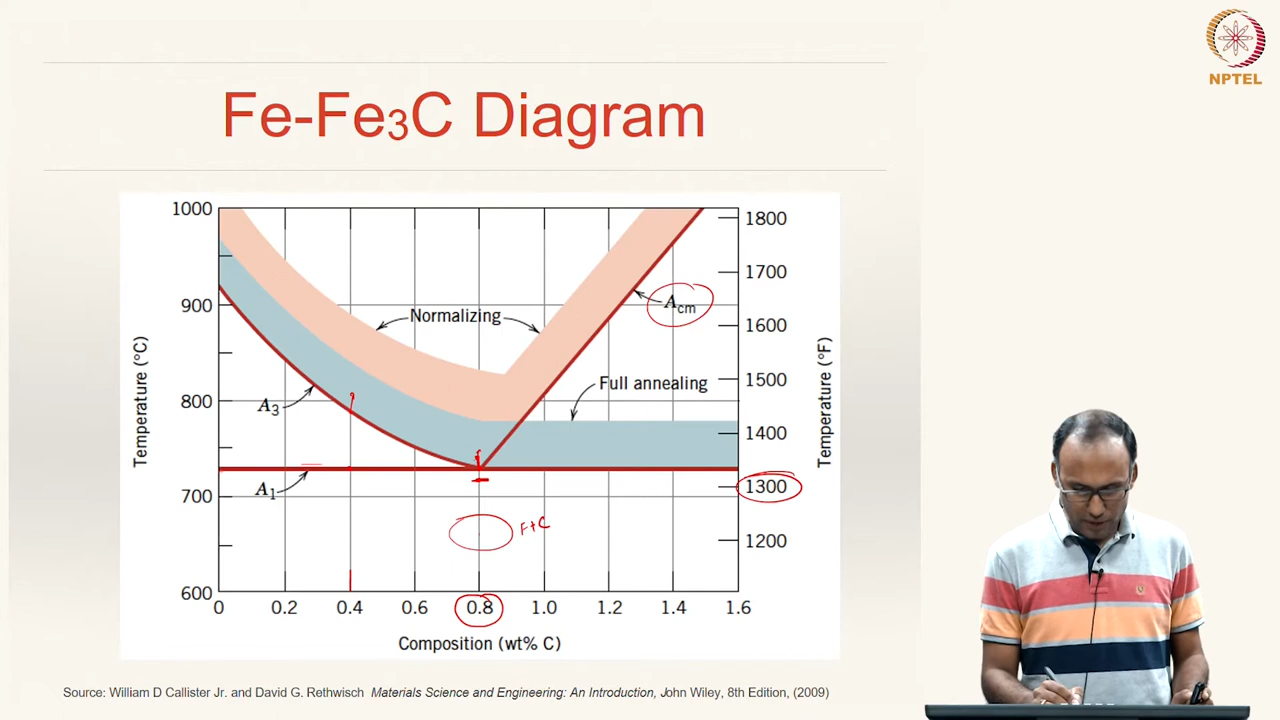 NPTEL
Fe-Fe₃C Diagram
1000
900
800
700
600
Temperature (°C)
0 0.2 0.4 0.6 0.8 1.0 1.2 1.4 1.6
Composition (wt% C)
1800
1700
1600
1500
1400
1300
1200
Temperature (°F)
Normalizing
A_cm
Full annealing
A₃
A₁
F+C
Source: William D Callister Jr. and David G. Rethwisch Materials Science and Engineering: An Introduction, John Wiley, 8th Edition, (2009)